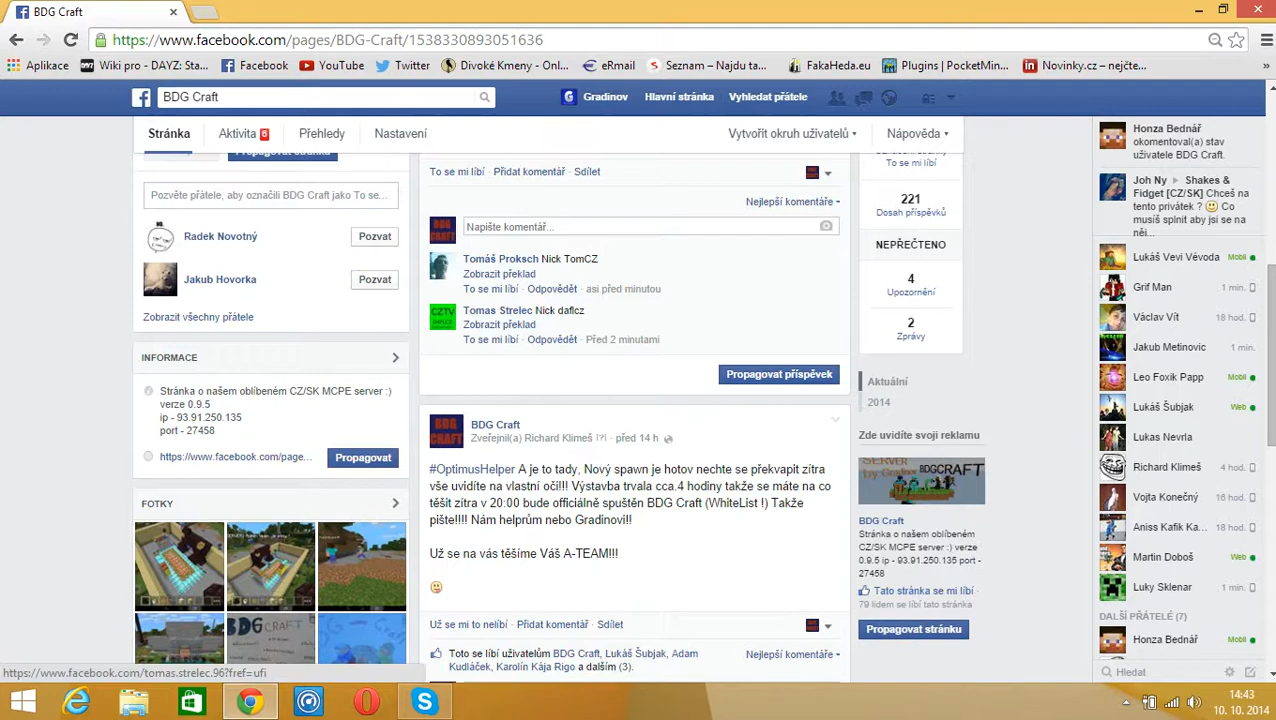 BDG Craft
https://www.facebook.com/pages/BDG-Craft/1538330893051636
Aplikace
Wiki pro - DAYZ: Sta...
Facebook
YouTube
Twitter
Divoké Kmeny - Onl...
eRmail
Seznam – Najdu ta...
FakaHeda.eu
Plugins | PocketMin...
Novinky.cz – nejčte...
BDG Craft
Gradinov
Hlavní stránka
Vyhledat přátele
Stránka
Aktivita 6
Přehledy
Nastavení
Vytvořit okruh uživatelů
Nápověda
Propagovat stránku
Pozvěte přátele, aby označili BDG Craft jako To se...
Radek Novotný
Pozvat
Jakub Hovorka
Pozvat
Zobrazit všechny přátele
INFORMACE
Stránka o našem oblíbeném CZ/SK MCPE server :)
verze 0.9.5
ip - 93.91.250.135
port - 27458
https://www.facebook.com/page...
Propagovat
FOTKY
BDG CRAFT
To se mi líbí · Přidat komentář · Sdílet
Nejlepší komentáře
Napište komentář...
Tomáš Proksch Nick TomCZ
Zobrazit překlad
To se mi líbí · Odpovědět · asi před minutou
CZTV
Tomas Strelec Nick daflcz
Zobrazit překlad
To se mi líbí · Odpovědět · Před 2 minutami
Propagovat příspěvek
BDG CRAFT
BDG Craft
Zveřejnil(a) Richard Klimeš [?] · před 14 h
#OptimusHelper A je to tady, Nový spawn je hotov nechte se překvapit zítra
vše uvidíte na vlastní oči!!! Výstavba trvala cca.4 hodiny takže se máte na co
těšit zítra v 20:00 bude officiálně spuštěn BDG Craft (WhiteList !) Takže
pište!!!! Nám helprům nebo Gradinovi!!
Už se na vás těšíme Váš A-TEAM!!!
Už se mi to nelíbí · Přidat komentář · Sdílet
Toto se líbí uživatelům BDG Craft, Lukáš Šubjak, Adam
Kudláček, Karolín Kája Rigo a dalším (3).
Nejlepší komentáře
To se mi líbí
221
Dosah příspěvků
NEPŘEČTENO
4
Upozornění
2
Zprávy
Aktuální
2014
Zde uvidíte svoji reklamu
SERVER
by Gradinov BDGCRAFT
BDG Craft
Stránka o našem oblíbeném
CZ/SK MCPE server :) verze
0.9.5 ip - 93.91.250.135 port -
27458
Tato stránka se mi líbí ·
79 lidem se líbí tato stránka
Propagovat stránku
Honza Bednář
okomentoval(a) stav
uživatele BDG Craft.
Joh Ny ▸ Shakes &
Fidget [CZ/SK] Chceš na
tento privátek ? Co
musíš splnit aby jsi se na
něi...
Lukáš Vevi Vévoda Mobil
Grif Man 1 min.
Václav Vít 18 hod.
Jakub Metinovic 1 min.
Leo Foxik Papp Mobil
Lukáš Šubjak Web
Lukas Nevrla
Richard Klimeš 4 hod.
Vojta Konečný 16 hod.
Aniss Kafik Ka... 18 hod.
Martin Doboš Web
Luky Sklenar 1 min.
DALŠÍ PŘÁTELÉ (7)
Honza Bednář Mobil
Hledat
https://www.facebook.com/tomas.strelec.96?fref=ufi
14:43
10. 10. 2014